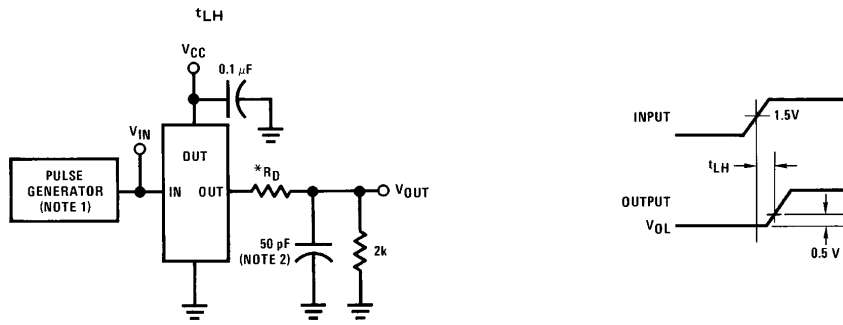 tLH
VCC
0.1 μF
VIN
DUT
PULSE
GENERATOR
(NOTE 1)
IN
OUT
*RD
VOUT
50 pF
(NOTE 2)
2k
INPUT
1.5V
tLH
OUTPUT
VOL
0.5 V